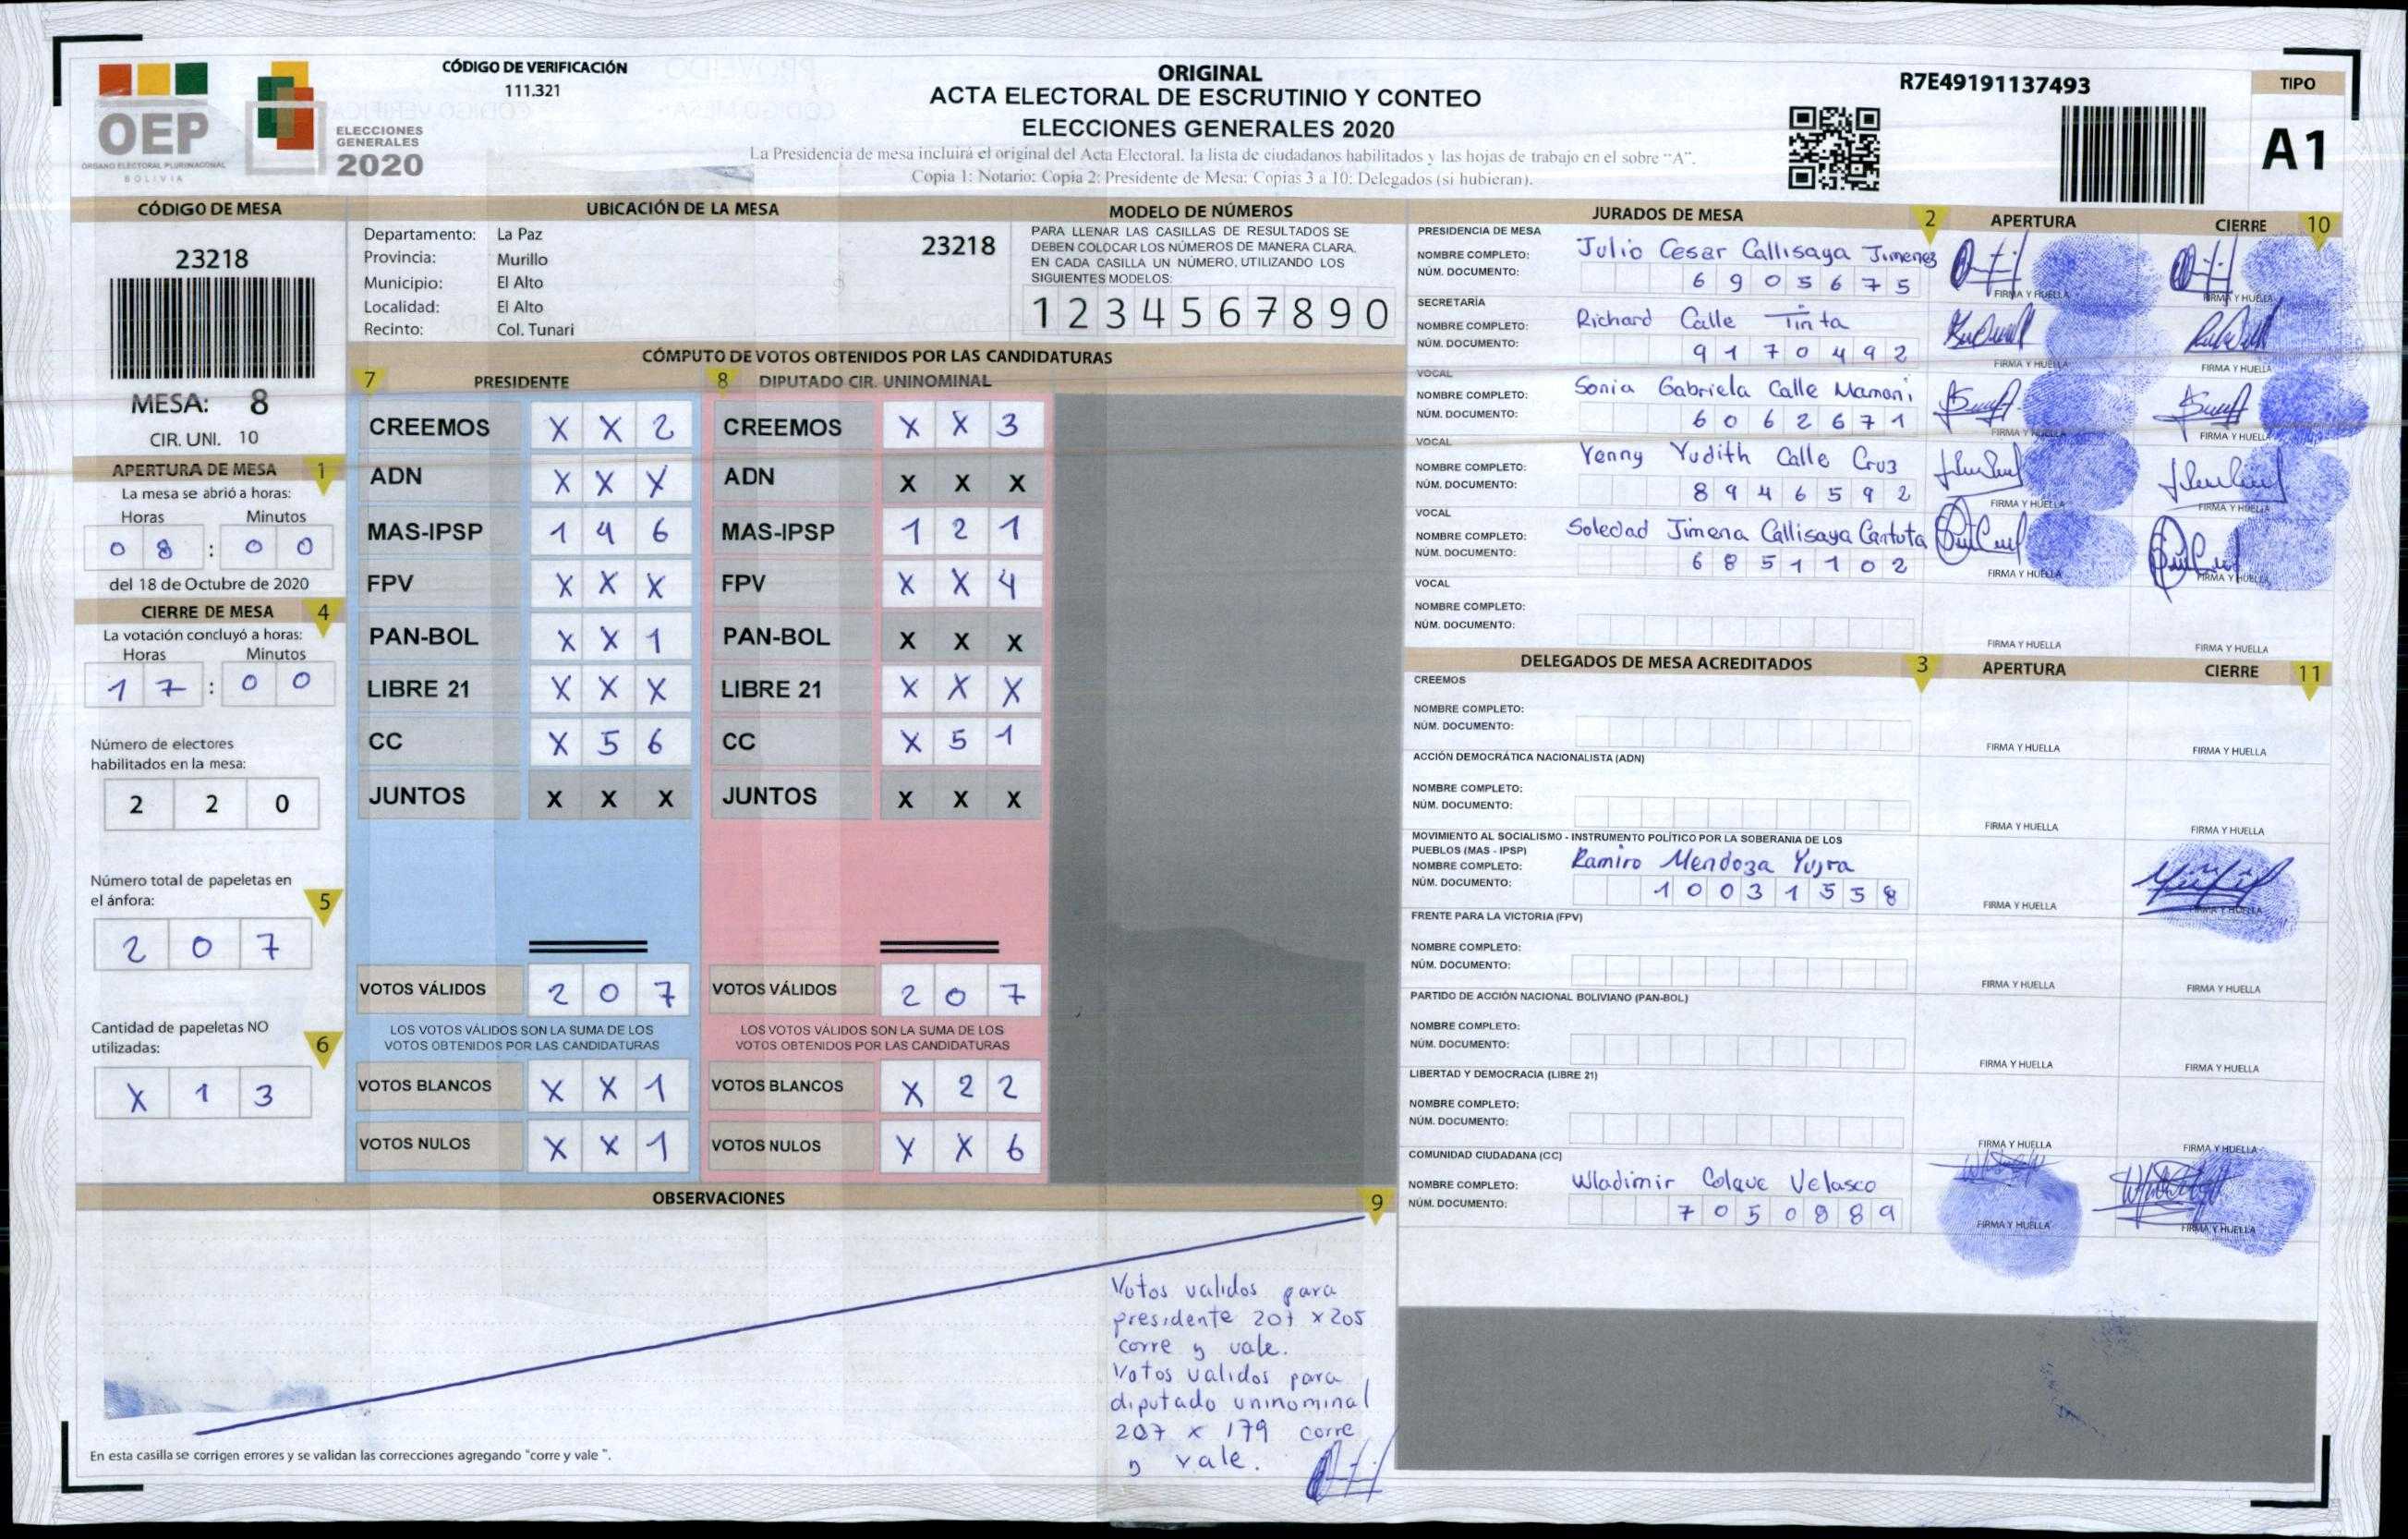 OEP
ÓRGANO ELECTORAL PLURINACIONAL
BOLIVIA
ELECCIONES
GENERALES
2020
CÓDIGO DE VERIFICACIÓN
111.321
ORIGINAL
ACTA ELECTORAL DE ESCRUTINIO Y CONTEO
ELECCIONES GENERALES 2020
La Presidencia de mesa incluirá el original del Acta Electoral, la lista de ciudadanos habilitados y las hojas de trabajo en el sobre "A".
Copia 1: Notario; Copia 2: Presidente de Mesa; Copias 3 a 10: Delegados (si hubieran).
R7E49191137493
TIPO
A1
CÓDIGO DE MESA
23218
MESA: 8
CIR. UNI. 10
APERTURA DE MESA 1
La mesa se abrió a horas:
Horas Minutos
0 8 : 0 0
del 18 de Octubre de 2020
CIERRE DE MESA 4
La votación concluyó a horas:
Horas Minutos
1 7 : 0 0
Número de electores
habilitados en la mesa:
2 2 0
Número total de papeletas en
el ánfora: 5
2 0 7
Cantidad de papeletas NO
utilizadas: 6
X 1 3
UBICACIÓN DE LA MESA
Departamento: La Paz
Provincia: Murillo
Municipio: El Alto
Localidad: El Alto
Recinto: Col. Tunari
23218
MODELO DE NÚMEROS
PARA LLENAR LAS CASILLAS DE RESULTADOS SE
DEBEN COLOCAR LOS NÚMEROS DE MANERA CLARA.
EN CADA CASILLA UN NÚMERO, UTILIZANDO LOS
SIGUIENTES MODELOS:
1 2 3 4 5 6 7 8 9 0
CÓMPUTO DE VOTOS OBTENIDOS POR LAS CANDIDATURAS
7 PRESIDENTE
CREEMOS X X 2
ADN X X X
MAS-IPSP 1 4 6
FPV X X X
PAN-BOL X X 1
LIBRE 21 X X X
CC X 5 6
JUNTOS X X X
VOTOS VÁLIDOS 2 0 7
LOS VOTOS VÁLIDOS SON LA SUMA DE LOS
VOTOS OBTENIDOS POR LAS CANDIDATURAS
VOTOS BLANCOS X X 1
VOTOS NULOS X X 1
8 DIPUTADO CIR. UNINOMINAL
CREEMOS X X 3
ADN X X X
MAS-IPSP 1 2 1
FPV X X 4
PAN-BOL X X X
LIBRE 21 X X X
CC X 5 1
JUNTOS X X X
VOTOS VÁLIDOS 2 0 7
LOS VOTOS VÁLIDOS SON LA SUMA DE LOS
VOTOS OBTENIDOS POR LAS CANDIDATURAS
VOTOS BLANCOS X 2 2
VOTOS NULOS X X 6
OBSERVACIONES 9
Votos validos para
presidente 207 x 205
corre y vale.
Votos validos para
diputado uninominal
207 x 179 corre
y vale.
En esta casilla se corrigen errores y se validan las correcciones agregando "corre y vale ".
JURADOS DE MESA 2 APERTURA CIERRE 10
PRESIDENCIA DE MESA
NOMBRE COMPLETO: Julio Cesar Callisaya Jimenez
NÚM. DOCUMENTO: 6 9 0 5 6 7 5
FIRMA Y HUELLA FIRMA Y HUELLA
SECRETARÍA
NOMBRE COMPLETO: Richard Calle Tinta
NÚM. DOCUMENTO: 9 1 7 0 4 9 2
FIRMA Y HUELLA FIRMA Y HUELLA
VOCAL
NOMBRE COMPLETO: Sonia Gabriela Calle Mamani
NÚM. DOCUMENTO: 6 0 6 2 6 7 1
FIRMA Y HUELLA FIRMA Y HUELLA
VOCAL
NOMBRE COMPLETO: Yenny Yudith Calle Cruz
NÚM. DOCUMENTO: 8 9 4 6 5 9 2
FIRMA Y HUELLA FIRMA Y HUELLA
VOCAL
NOMBRE COMPLETO: Soledad Jimena Callisaya Cantuta
NÚM. DOCUMENTO: 6 8 5 1 1 0 2
FIRMA Y HUELLA FIRMA Y HUELLA
VOCAL
NOMBRE COMPLETO:
NÚM. DOCUMENTO:
FIRMA Y HUELLA FIRMA Y HUELLA
DELEGADOS DE MESA ACREDITADOS 3 APERTURA CIERRE 11
CREEMOS
NOMBRE COMPLETO:
NÚM. DOCUMENTO:
FIRMA Y HUELLA FIRMA Y HUELLA
ACCIÓN DEMOCRÁTICA NACIONALISTA (ADN)
NOMBRE COMPLETO:
NÚM. DOCUMENTO:
FIRMA Y HUELLA FIRMA Y HUELLA
MOVIMIENTO AL SOCIALISMO - INSTRUMENTO POLÍTICO POR LA SOBERANIA DE LOS
PUEBLOS (MAS - IPSP)
NOMBRE COMPLETO: Ramiro Mendoza Yujra
NÚM. DOCUMENTO: 1 0 0 3 1 5 5 8
FIRMA Y HUELLA FIRMA Y HUELLA
FRENTE PARA LA VICTORIA (FPV)
NOMBRE COMPLETO:
NÚM. DOCUMENTO:
FIRMA Y HUELLA FIRMA Y HUELLA
PARTIDO DE ACCIÓN NACIONAL BOLIVIANO (PAN-BOL)
NOMBRE COMPLETO:
NÚM. DOCUMENTO:
FIRMA Y HUELLA FIRMA Y HUELLA
LIBERTAD Y DEMOCRACIA (LIBRE 21)
NOMBRE COMPLETO:
NÚM. DOCUMENTO:
FIRMA Y HUELLA FIRMA Y HUELLA
COMUNIDAD CIUDADANA (CC)
NOMBRE COMPLETO: Wladimir Colque Velasco
NÚM. DOCUMENTO: 7 0 5 0 8 8 9
FIRMA Y HUELLA FIRMA Y HUELLA